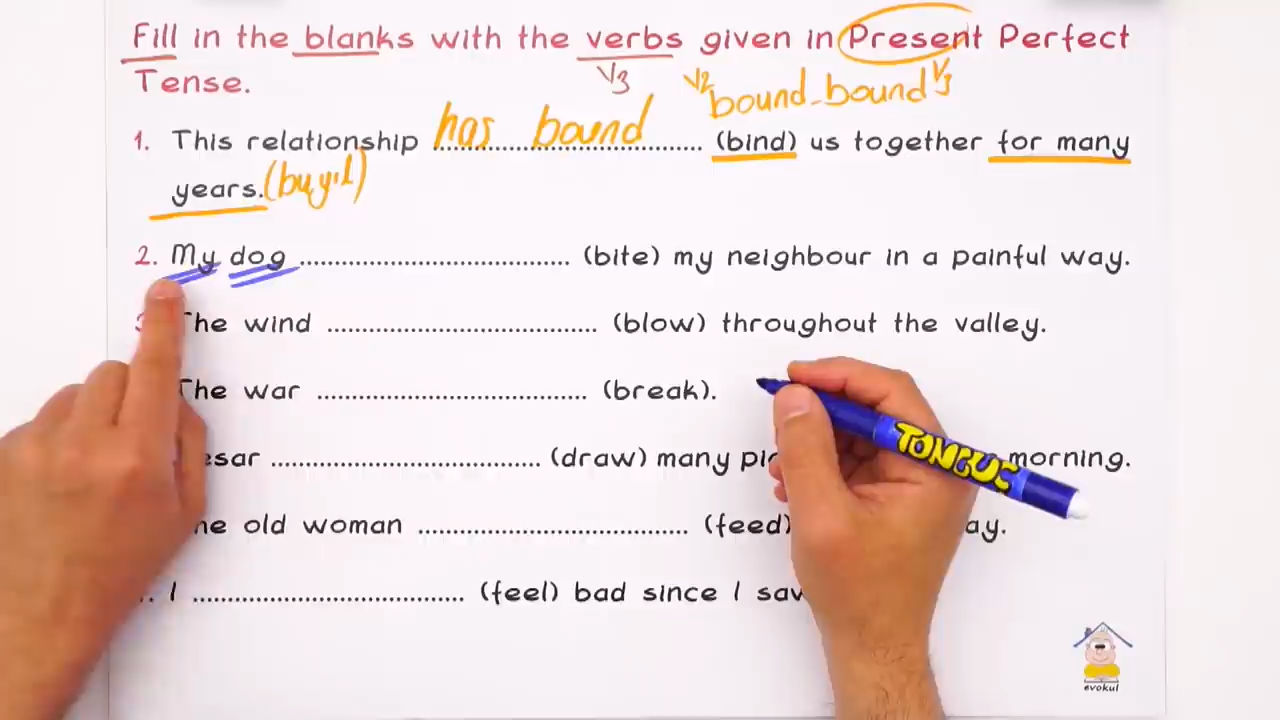 Fill in the blanks with the verbs given in Present Perfect
Tense.
V3 V2 bound-bound V3
1. This relationship has bound (bind) us together for many
years. (buyıl)
2. My dog .......................................... (bite) my neighbour in a painful way.
The wind .......................................... (blow) throughout the valley.
The war .......................................... (break).
.......................................... (draw) many morning.
old woman .......................................... (feed)
I .......................................... (feel) bad since I
TONGUC
evokul